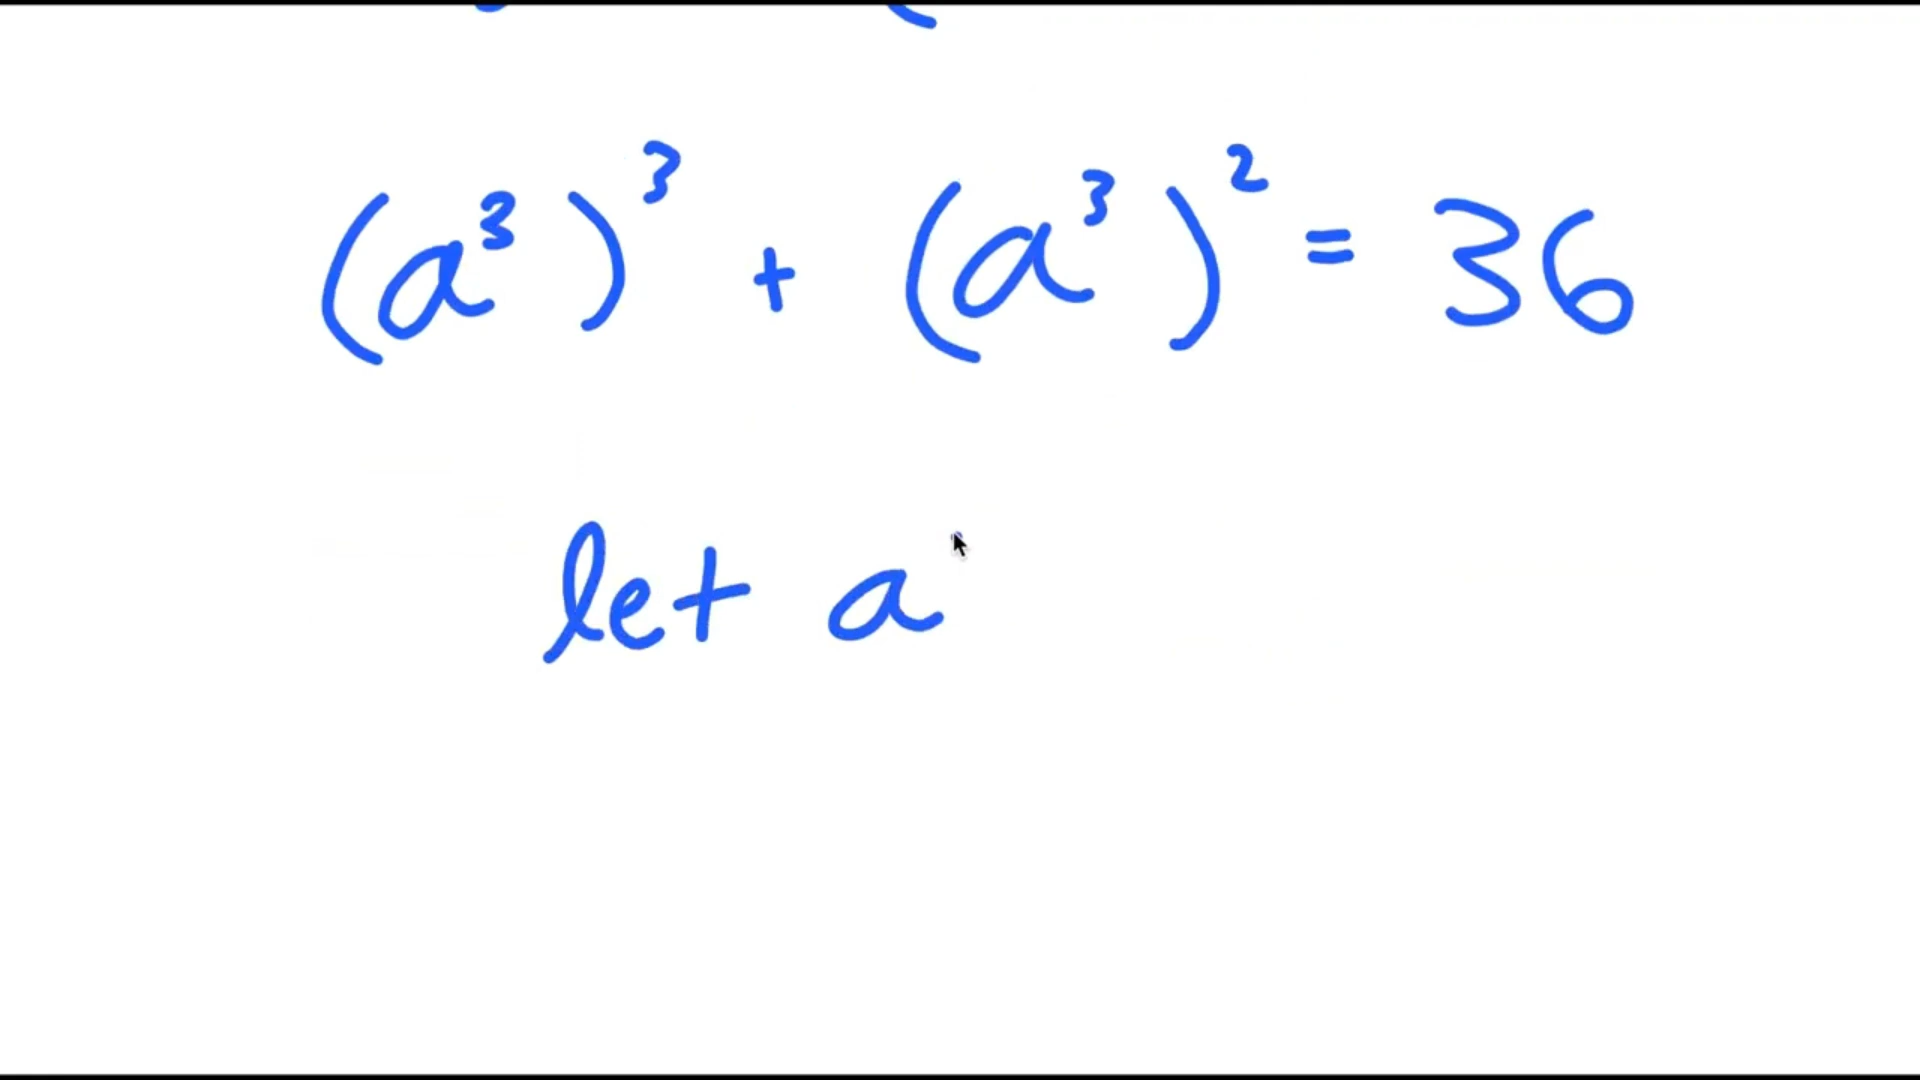 (a³)³ + (a³)² = 36
let a